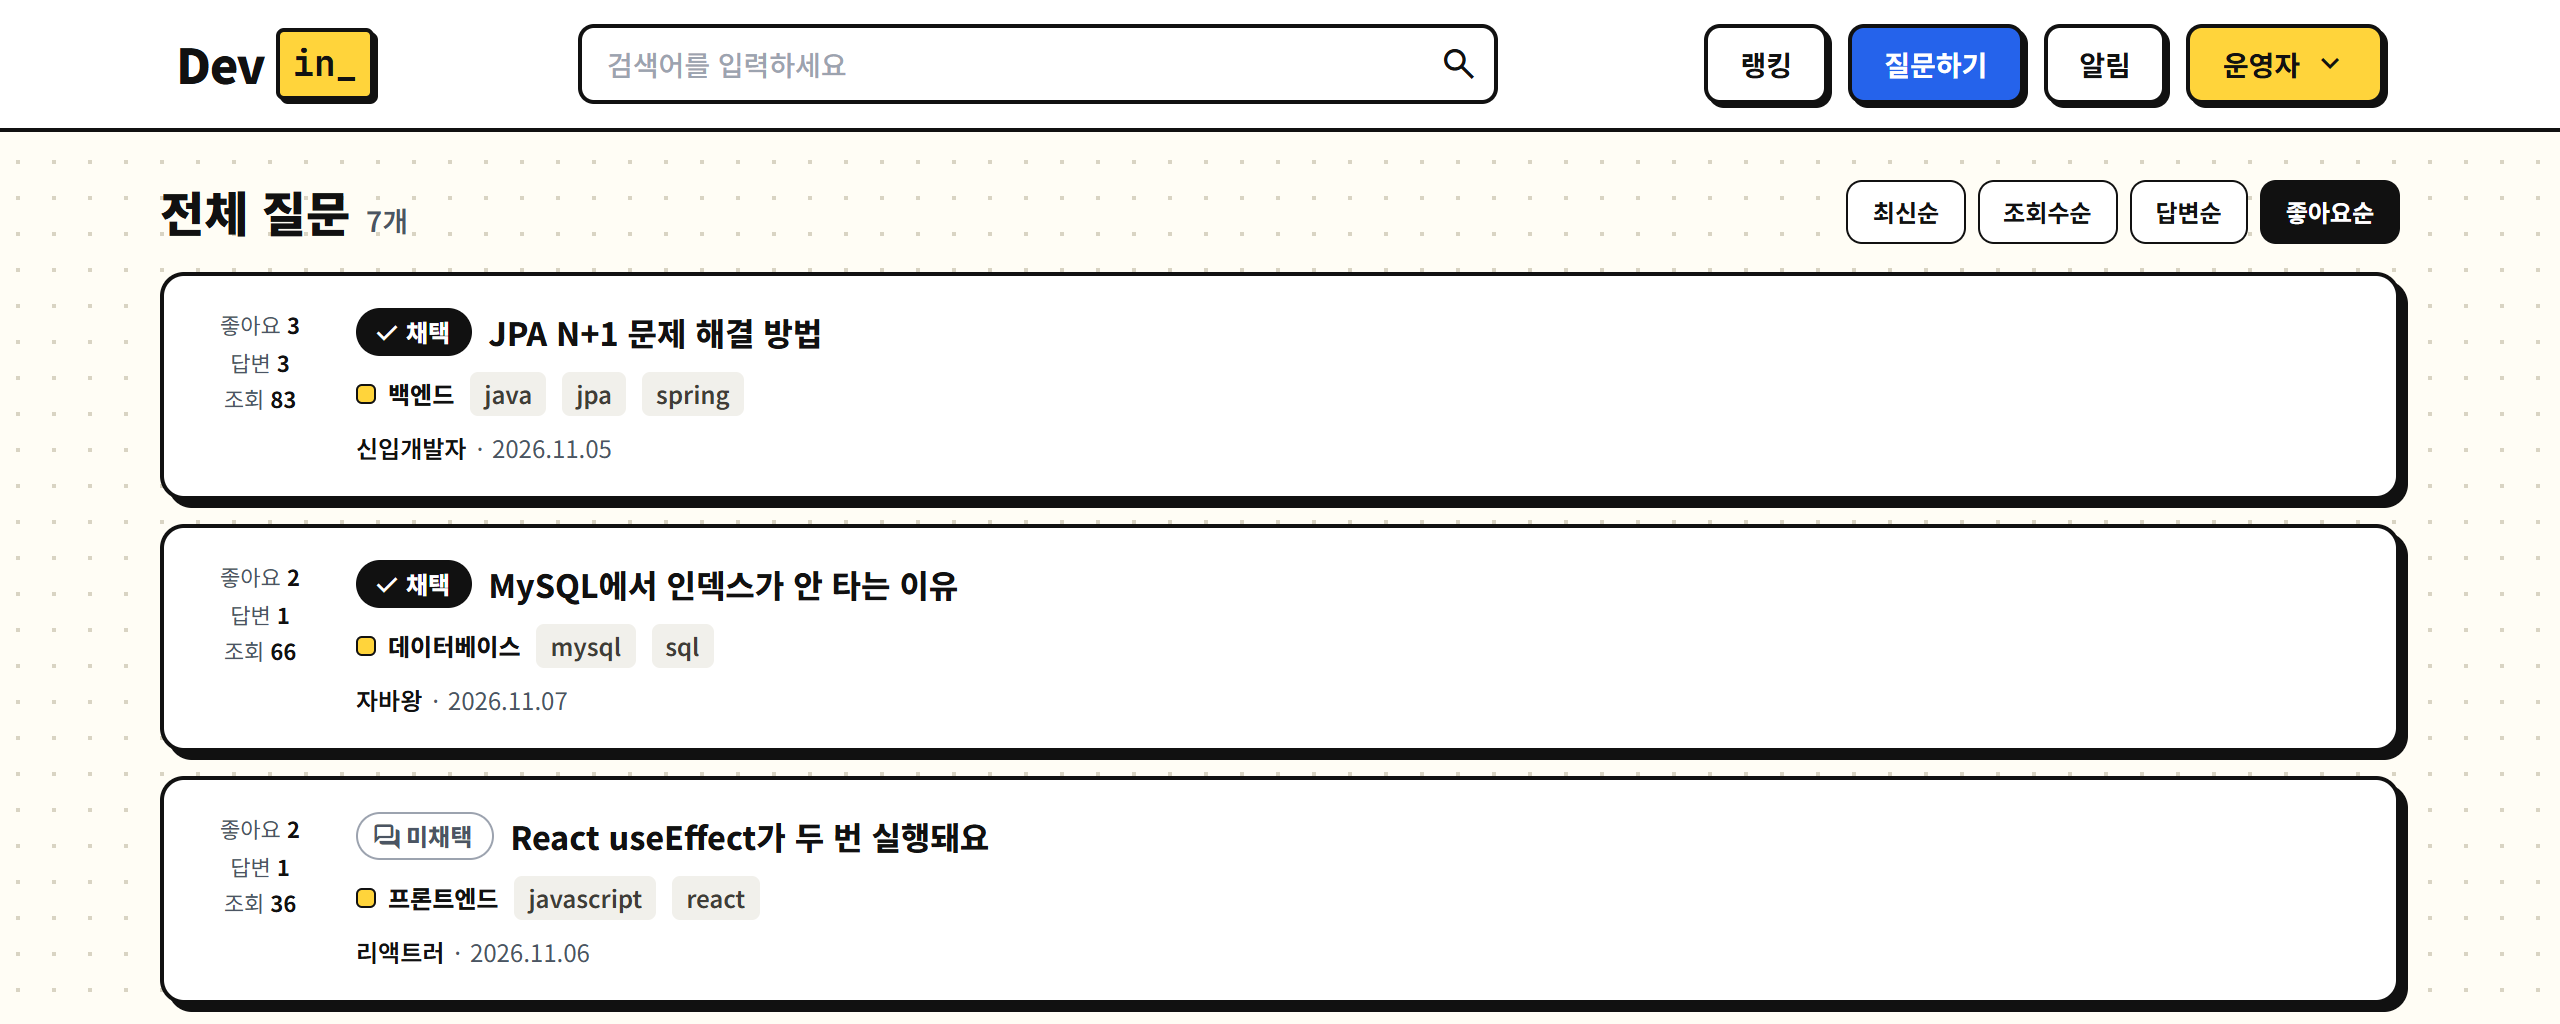 Dev in_
검색어를 입력하세요
랭킹
질문하기
알림
운영자
전체 질문 7개
최신순
조회수순
답변순
좋아요순
좋아요 3
답변 3
조회 83
채택 JPA N+1 문제 해결 방법
백엔드 java jpa spring
신입개발자 · 2026.11.05
좋아요 2
답변 1
조회 66
채택 MySQL에서 인덱스가 안 타는 이유
데이터베이스 mysql sql
자바왕 · 2026.11.07
좋아요 2
답변 1
조회 36
미채택 React useEffect가 두 번 실행돼요
프론트엔드 javascript react
리액트러 · 2026.11.06